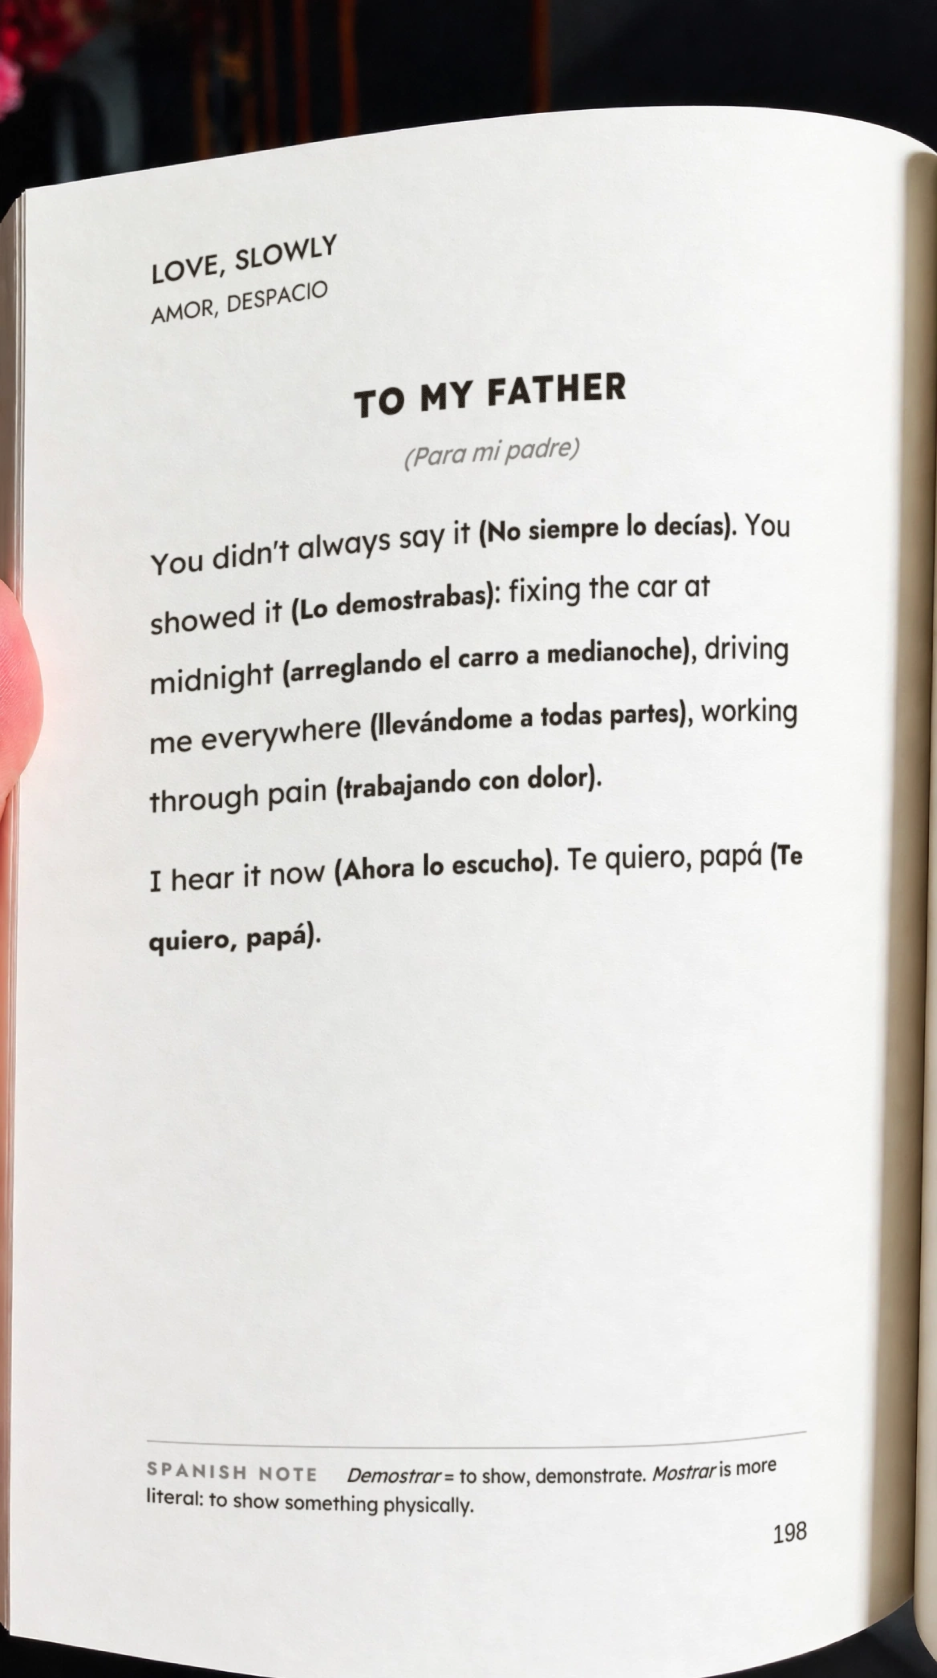 LOVE, SLOWLY
AMOR, DESPACIO
TO MY FATHER
(Para mi padre)
You didn't always say it (No siempre lo decías). You
showed it (Lo demostrabas): fixing the car at
midnight (arreglando el carro a medianoche), driving
me everywhere (llevándome a todas partes), working
through pain (trabajando con dolor).
I hear it now (Ahora lo escucho). Te quiero, papá (Te
quiero, papá).
SPANISH NOTE Demostrar = to show, demonstrate. Mostrar is more
literal: to show something physically.
198